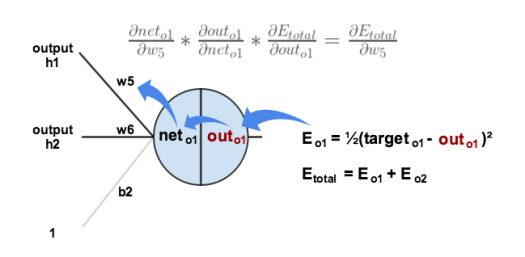 ∂net_o1/∂w5 * ∂out_o1/∂net_o1 * ∂E_total/∂out_o1 = ∂E_total/∂w5
output
h1
w5
output
h2
w6
net o1
out o1
E o1 = ½(target o1 - out o1)²
E total = E o1 + E o2
b2
1